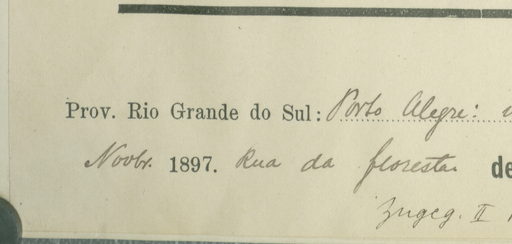 Prov. Rio Grande do Sul: Porto Alegre:
Novbr. 1897. Rua da floresta. de
zugeg. II